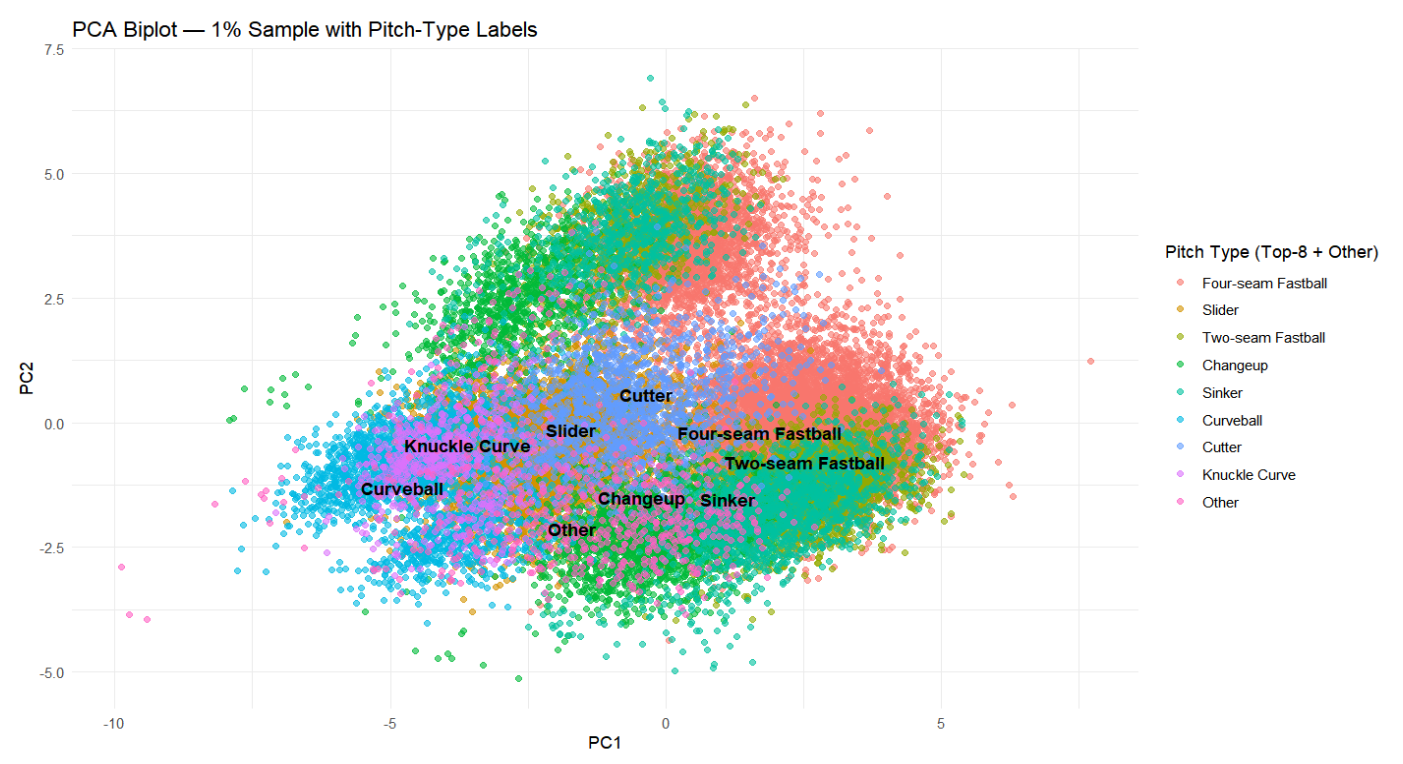 PCA Biplot — 1% Sample with Pitch-Type Labels
7.5
5.0
2.5
0.0
-2.5
-5.0
PC2
Cutter
Slider
Four-seam Fastball
Knuckle Curve
Two-seam Fastball
Curveball
Changeup
Sinker
Other
-10
-5
0
5
PC1
Pitch Type (Top-8 + Other)
Four-seam Fastball
Slider
Two-seam Fastball
Changeup
Sinker
Curveball
Cutter
Knuckle Curve
Other